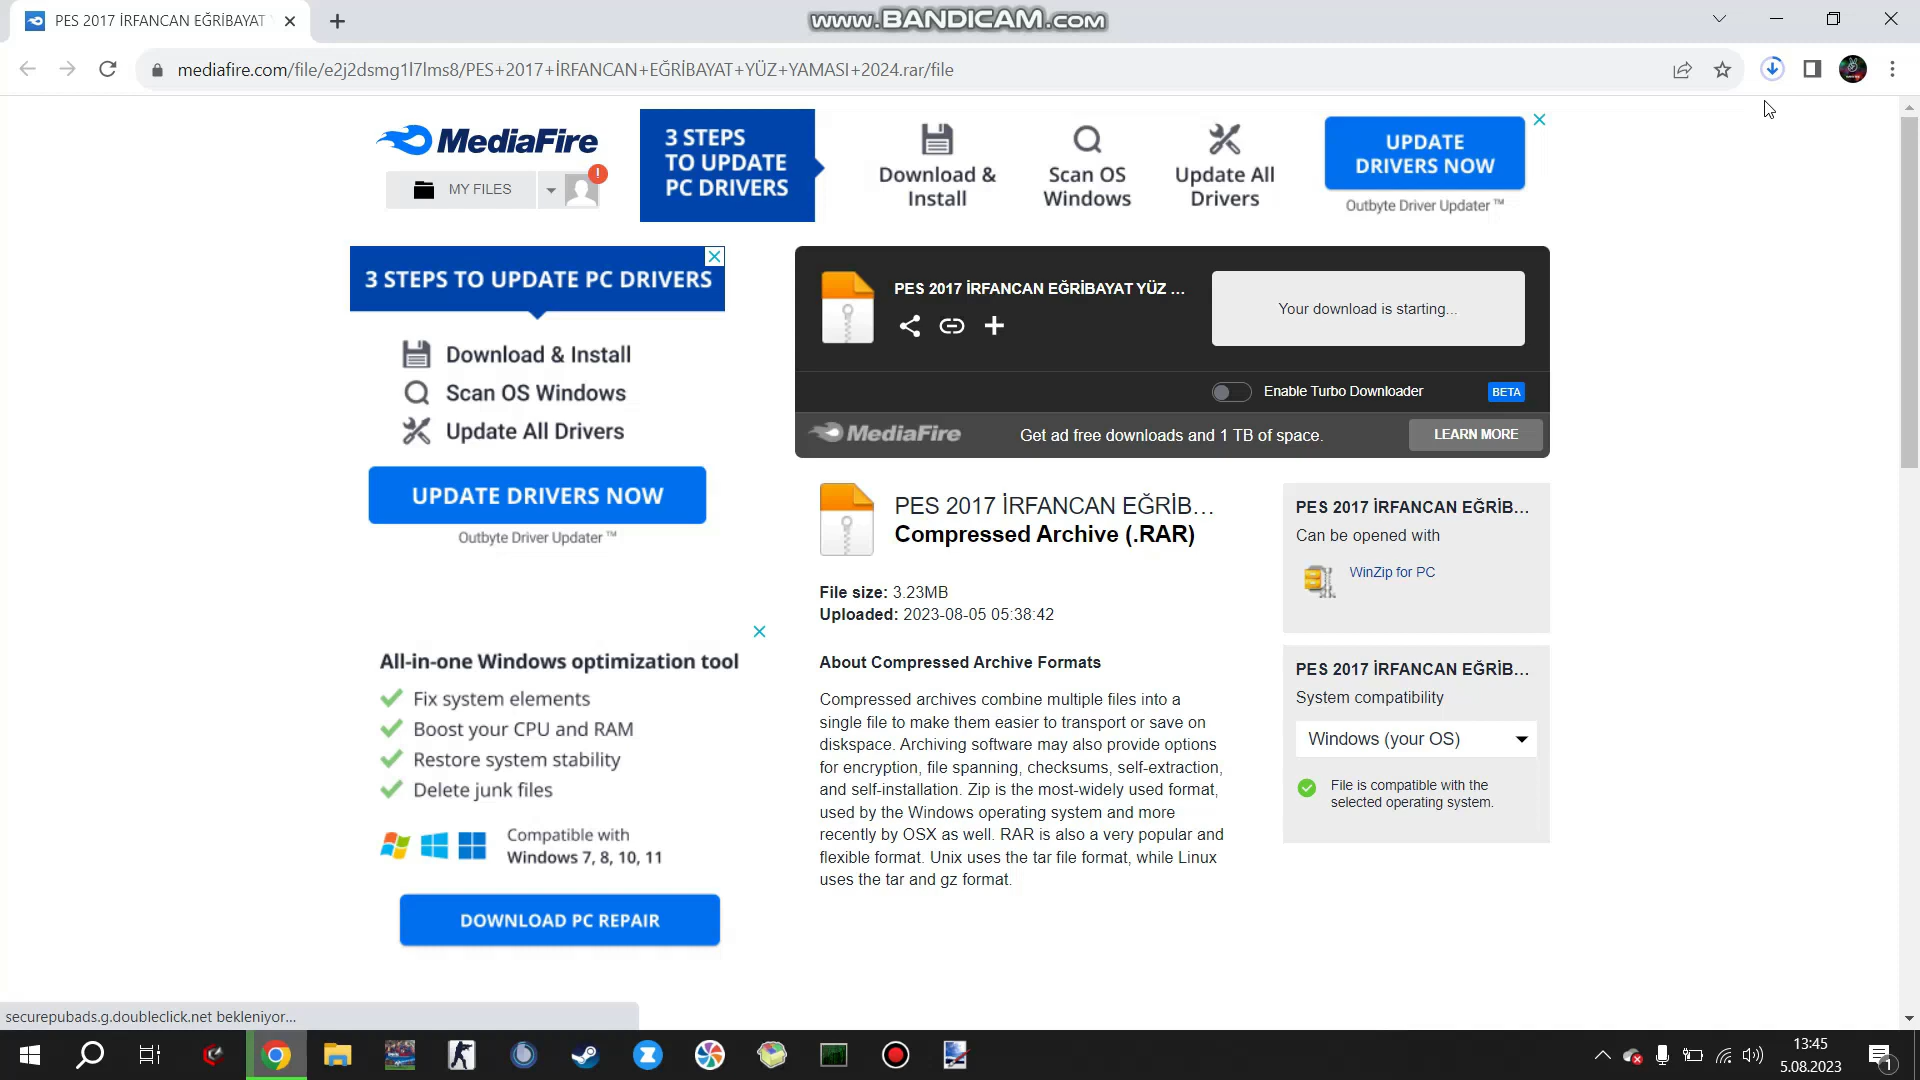 PES 2017 İRFANCAN EĞRİBAYAT
www.BANDICAM.com
mediafire.com/file/e2j2dsmg1l7lms8/PES+2017+İRFANCAN+EĞRİBAYAT+YÜZ+YAMASI+2024.rar/file
MediaFire
MY FILES
!
3 STEPS
TO UPDATE
PC DRIVERS
Download &
Install
Scan OS
Windows
Update All
Drivers
UPDATE
DRIVERS NOW
Outbyte Driver Updater ™
3 STEPS TO UPDATE PC DRIVERS
Download & Install
Scan OS Windows
Update All Drivers
UPDATE DRIVERS NOW
Outbyte Driver Updater ™
PES 2017 İRFANCAN EĞRİBAYAT YÜZ ...
Your download is starting...
Enable Turbo Downloader
BETA
MediaFire
Get ad free downloads and 1 TB of space.
LEARN MORE
PES 2017 İRFANCAN EĞRİB...
Compressed Archive (.RAR)
File size: 3.23MB
Uploaded: 2023-08-05 05:38:42
About Compressed Archive Formats
Compressed archives combine multiple files into a
single file to make them easier to transport or save on
diskspace. Archiving software may also provide options
for encryption, file spanning, checksums, self-extraction,
and self-installation. Zip is the most-widely used format,
used by the Windows operating system and more
recently by OSX as well. RAR is also a very popular and
flexible format. Unix uses the tar file format, while Linux
uses the tar and gz format.
PES 2017 İRFANCAN EĞRİB...
Can be opened with
WinZip for PC
PES 2017 İRFANCAN EĞRİB...
System compatibility
Windows (your OS)
File is compatible with the
selected operating system.
All-in-one Windows optimization tool
Fix system elements
Boost your CPU and RAM
Restore system stability
Delete junk files
Compatible with
Windows 7, 8, 10, 11
DOWNLOAD PC REPAIR
securepubads.g.doubleclick.net bekleniyor...
13:45
5.08.2023
1